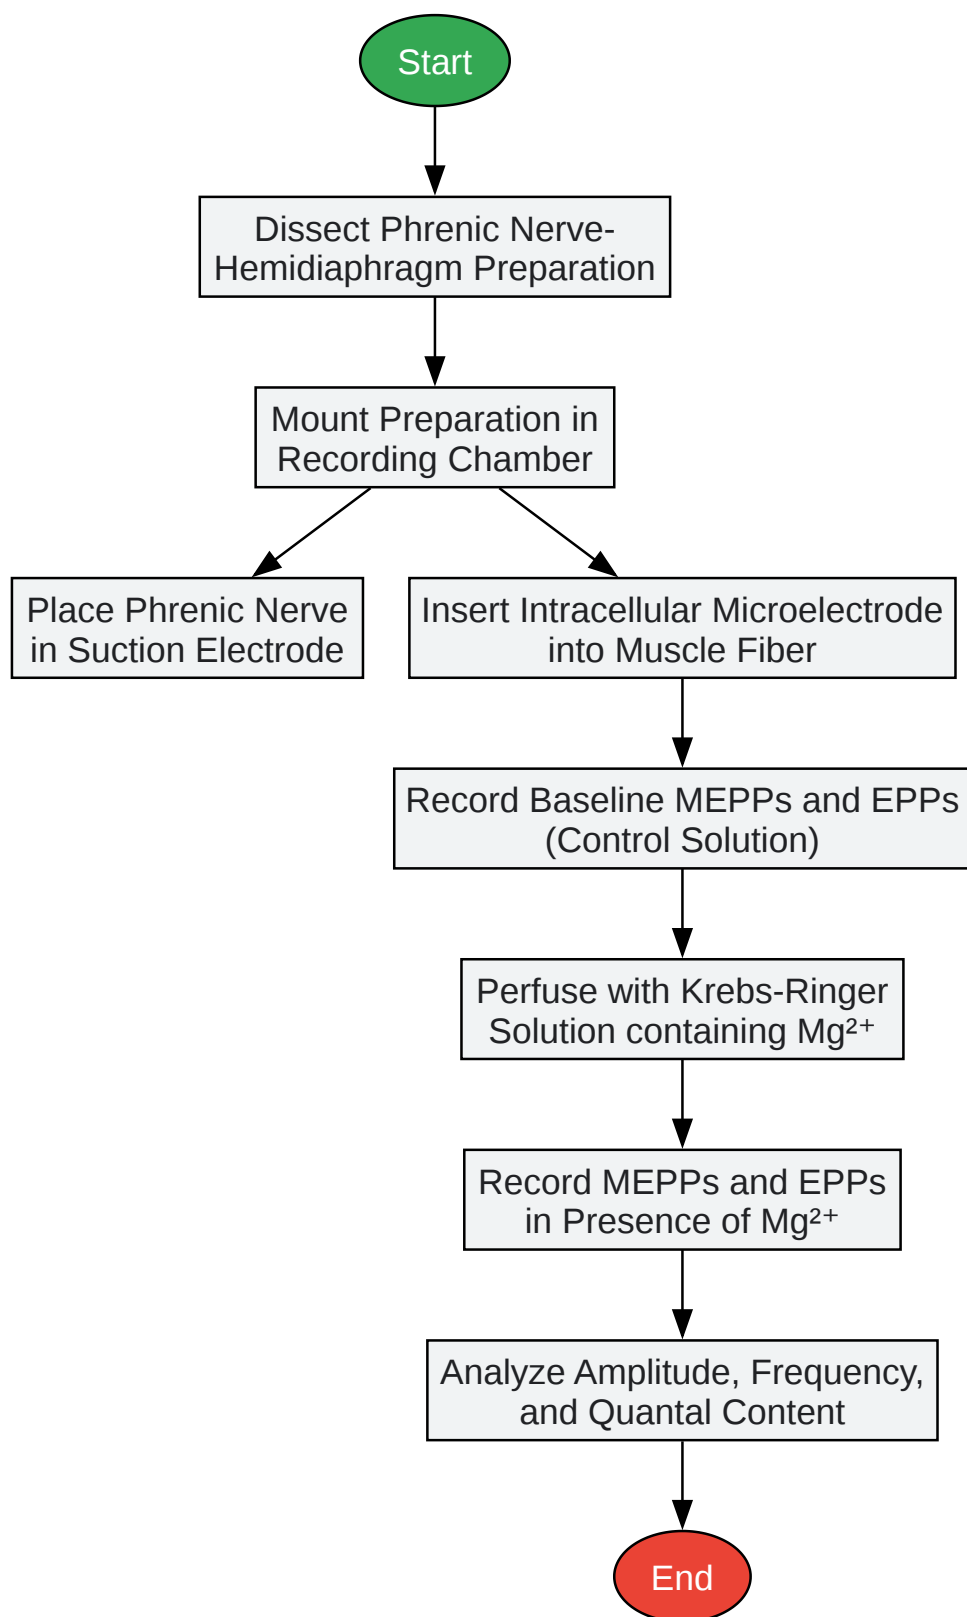 Start
Dissect Phrenic Nerve-
Hemidiaphragm Preparation
Mount Preparation in
Recording Chamber
Place Phrenic Nerve
in Suction Electrode
Insert Intracellular Microelectrode
into Muscle Fiber
Record Baseline MEPPs and EPPs
(Control Solution)
Perfuse with Krebs-Ringer
Solution containing Mg²⁺
Record MEPPs and EPPs
in Presence of Mg²⁺
Analyze Amplitude, Frequency,
and Quantal Content
End